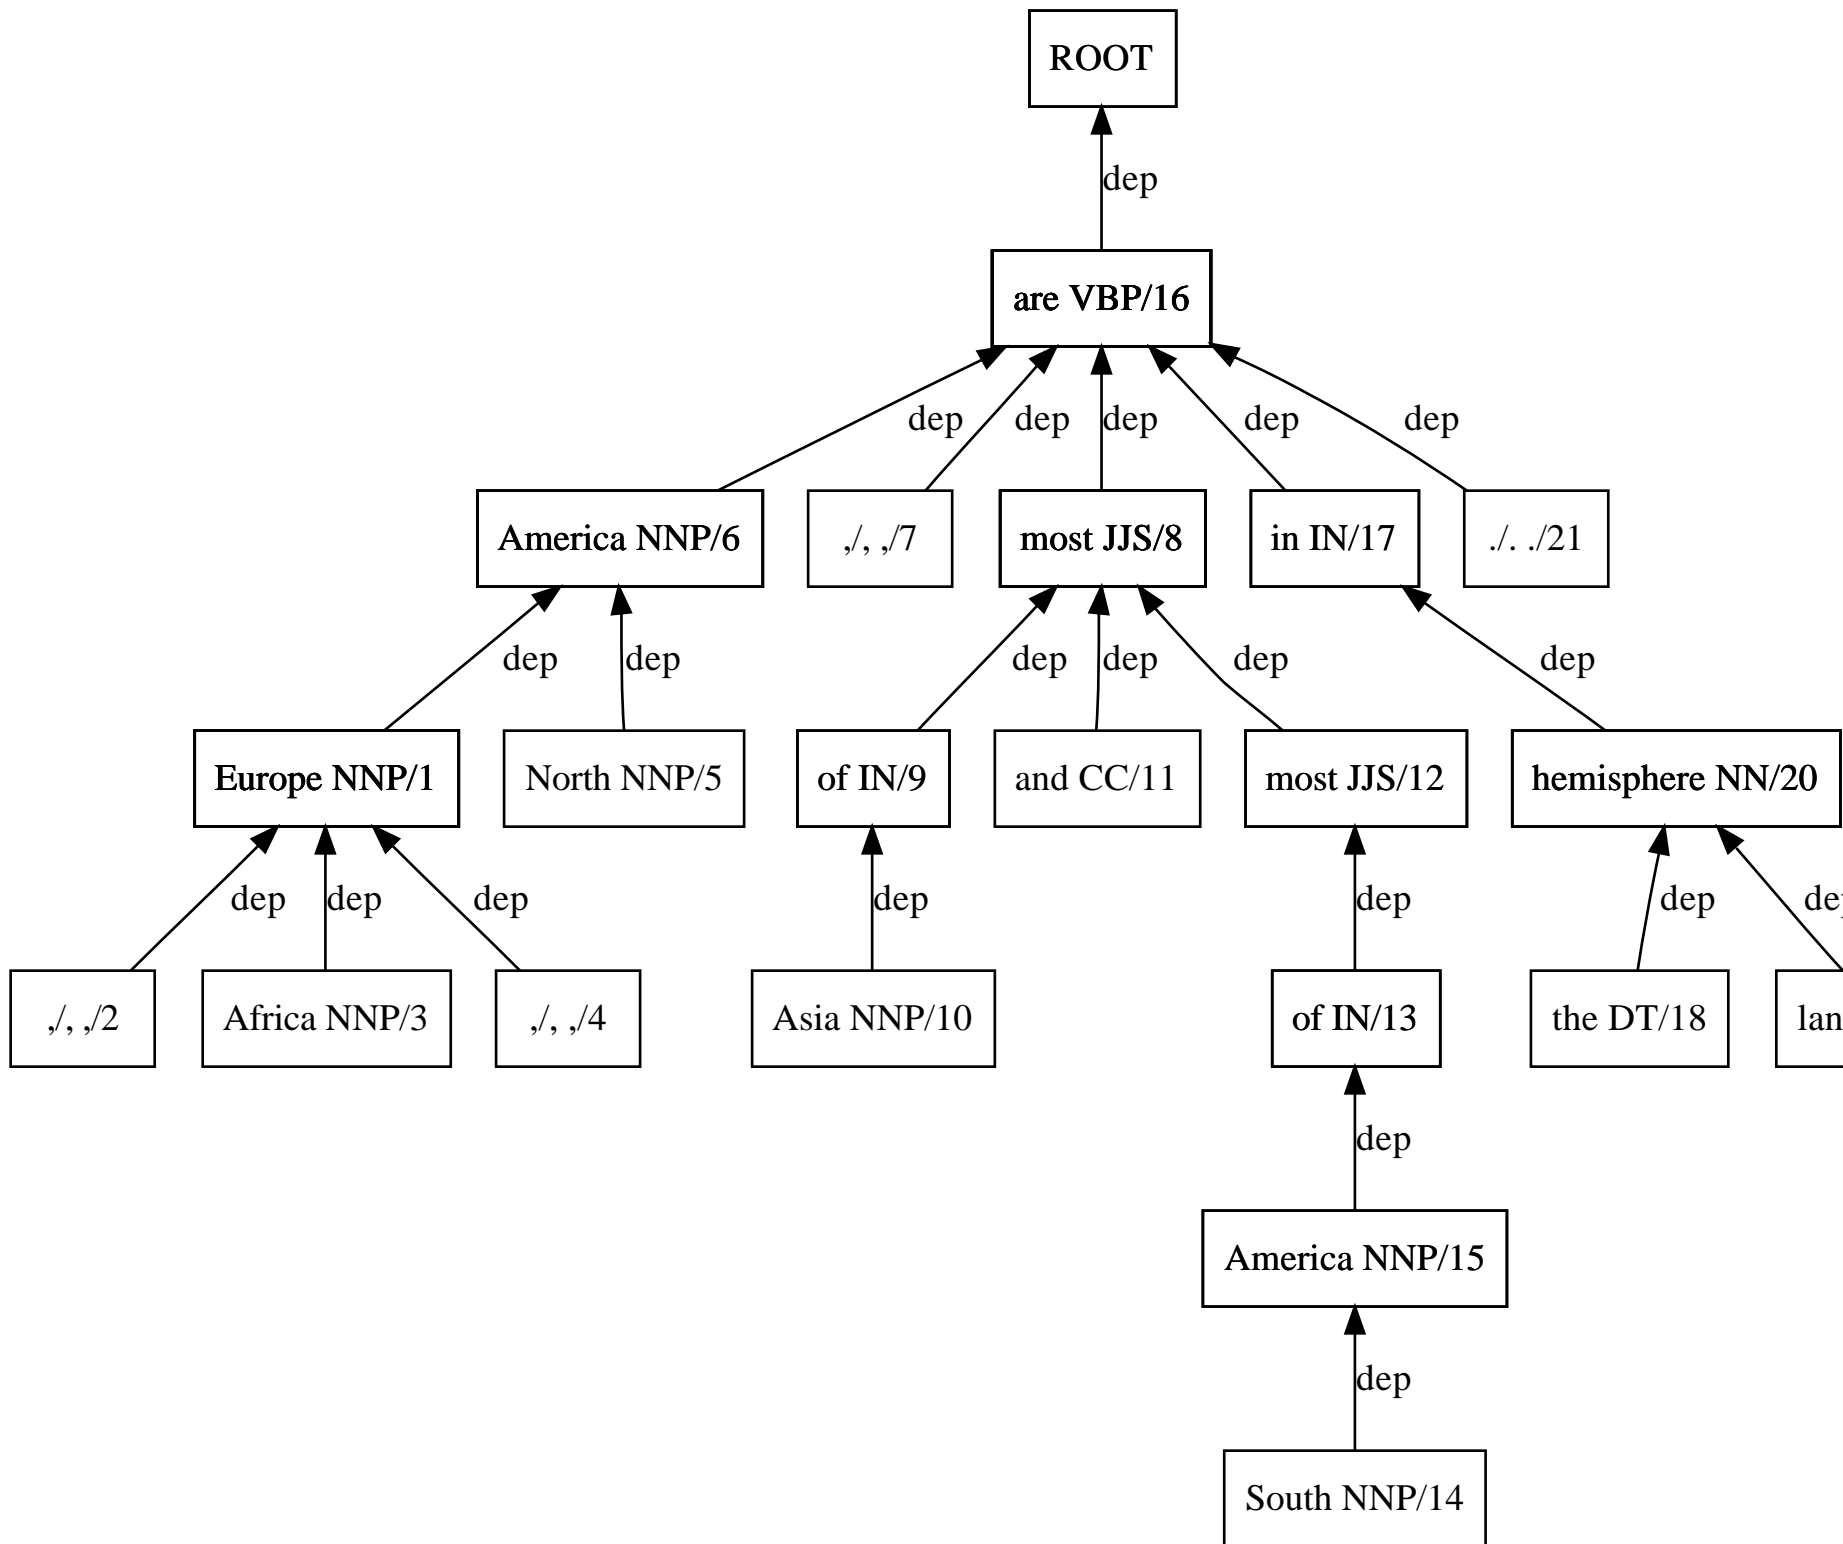 ROOT
dep
are VBP/16
dep dep dep dep dep
America NNP/6 ,/, ,/7 most JJS/8 in IN/17 ./. ./21
dep dep dep dep dep dep
Europe NNP/1 North NNP/5 of IN/9 and CC/11 most JJS/12 hemisphere NN/20
dep dep dep dep dep dep
,/, ,/2 Africa NNP/3 ,/, ,/4 Asia NNP/10 of IN/13 the DT/18
dep
America NNP/15
dep
South NNP/14